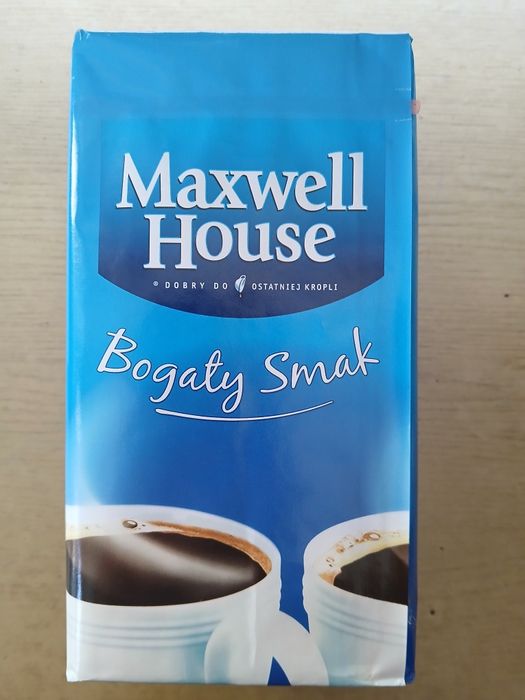 Maxwell
House
® DOBRY DO OSTATNIEJ KROPLI
Bogaty Smak